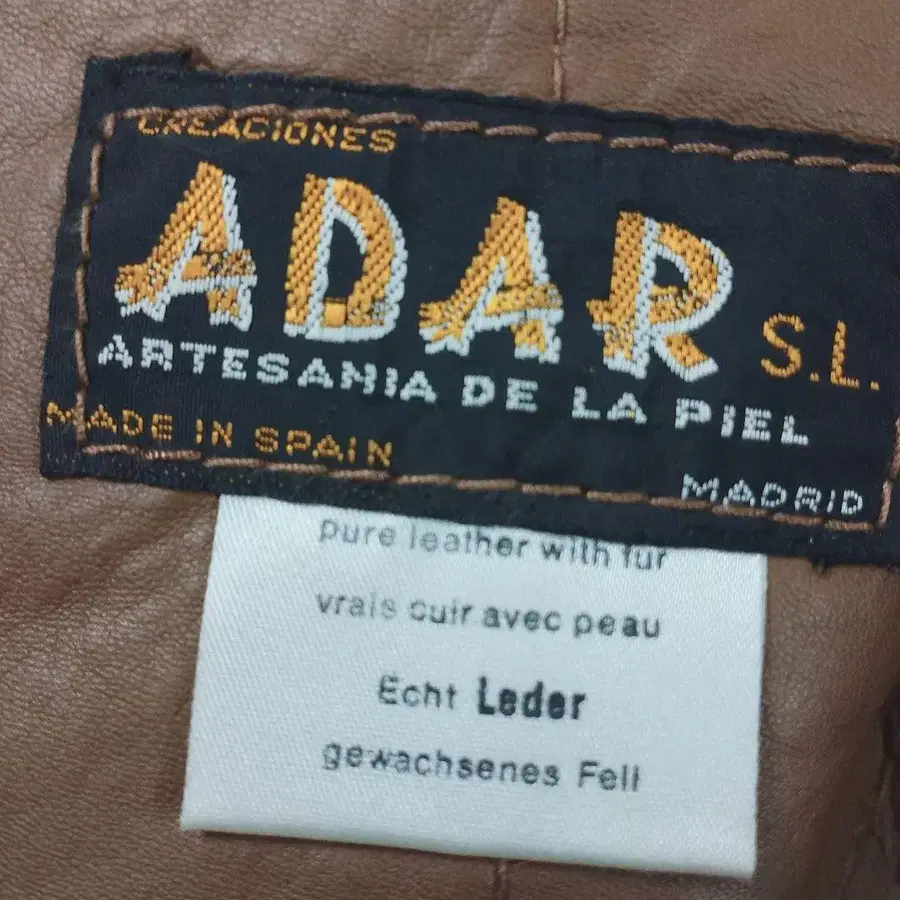 CREACIONES
ADAR S.L.
ARTESANIA DE LA PIEL
MADE IN SPAIN
MADRID
pure leather with fur
vrais cuir avec peau
Echt Leder
gewachsenes Fell